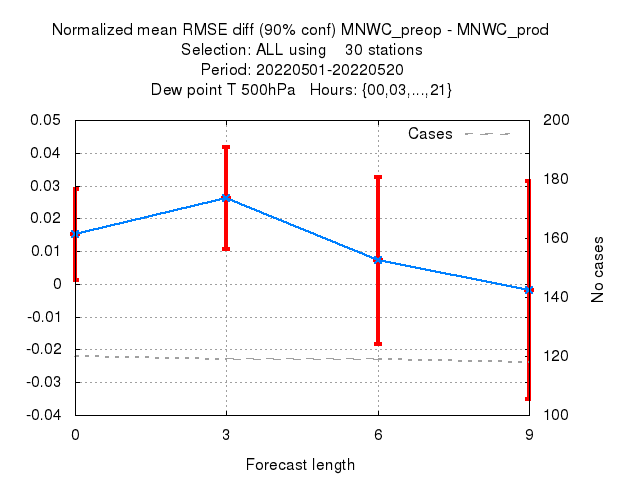 Normalized mean RMSE diff (90% conf) MNWC_preop - MNWC_prod
Selection: ALL using 30 stations
Period: 20220501-20220520
Dew point T 500hPa Hours: {00,03,...,21}
Cases
0.05
0.04
0.03
0.02
0.01
0
-0.01
-0.02
-0.03
-0.04
200
180
160
140
120
100
No cases
0 3 6 9
Forecast length